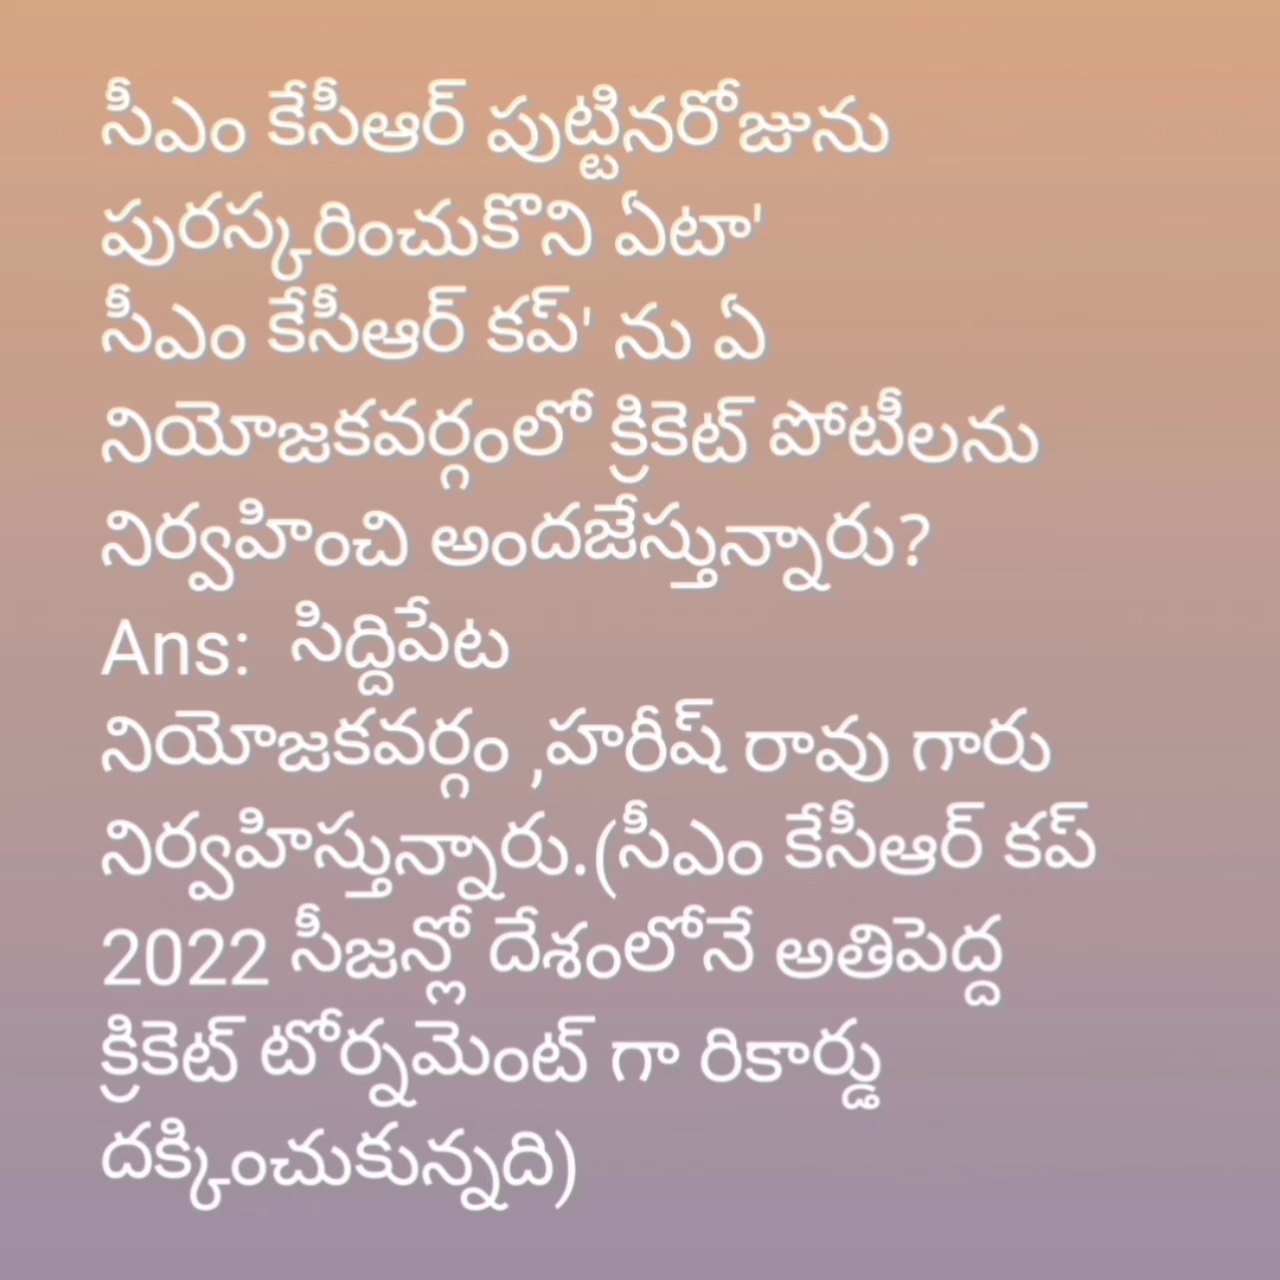 సీఎం కేసీఆర్ పుట్టినరోజును
పురస్కరించుకొని ఏటా'
సీఎం కేసీఆర్ కప్' ను ఏ
నియోజకవర్గంలో క్రికెట్ పోటీలను
నిర్వహించి అందజేస్తున్నారు?
Ans:  సిద్దిపేట
నియోజకవర్గం ,హరీష్ రావు గారు
నిర్వహిస్తున్నారు.(సీఎం కేసీఆర్ కప్
2022 సీజన్లో దేశంలోనే అతిపెద్ద
క్రికెట్ టోర్నమెంట్ గా రికార్డు
దక్కించుకున్నది)